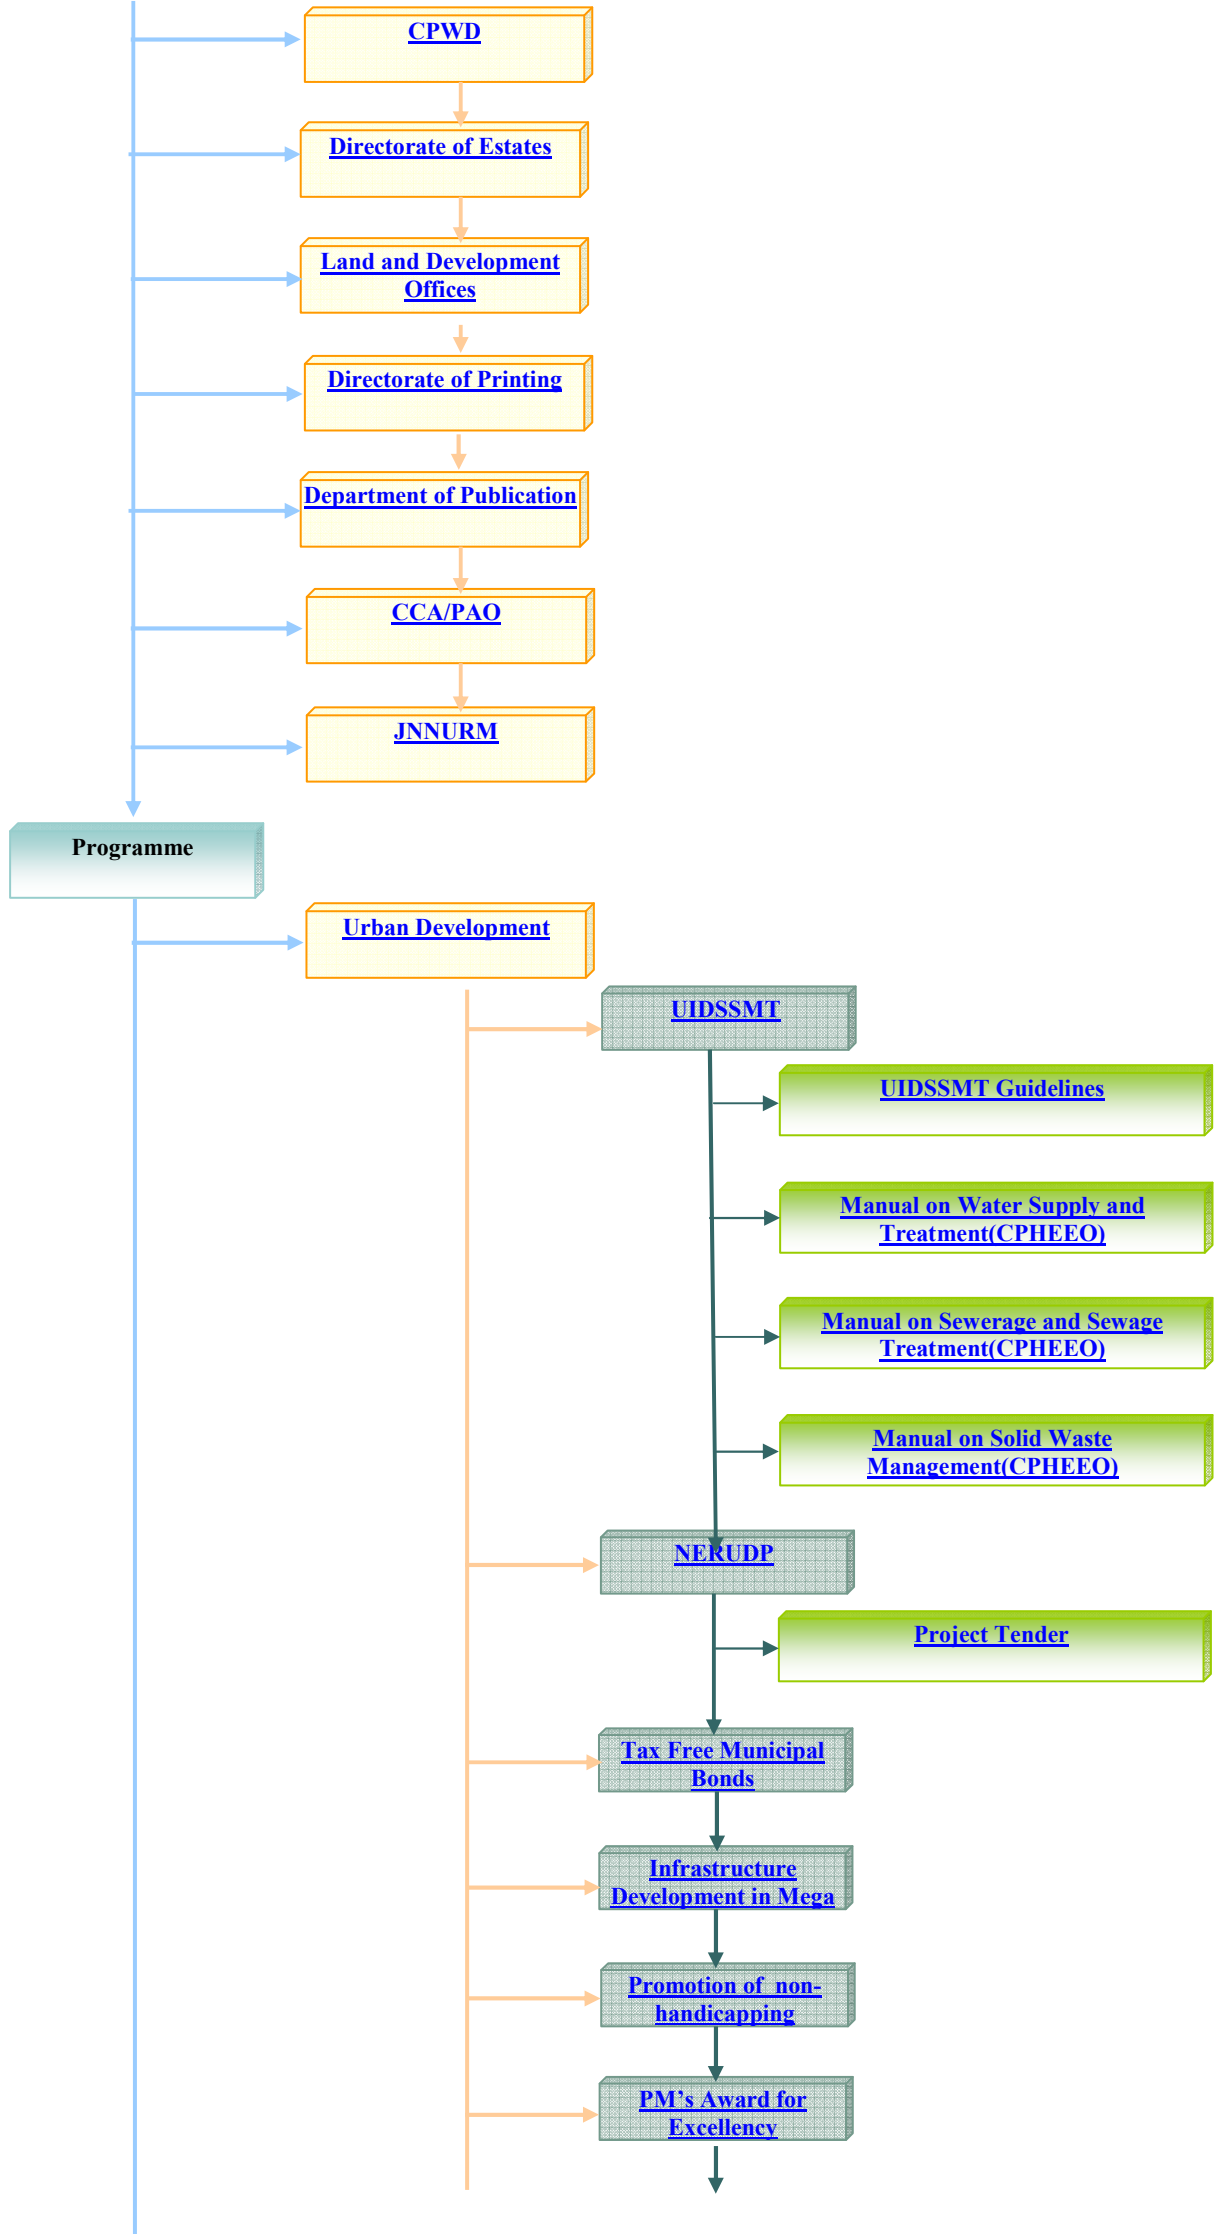 CPWD
Directorate of Estates
Land and Development
Offices
Directorate of Printing
Department of Publication
CCA/PAO
JNNURM
Programme
Urban Development
UIDSSMT
UIDSSMT Guidelines
Manual on Water Supply and
Treatment(CPHEEO)
Manual on Sewerage and Sewage
Treatment(CPHEEO)
Manual on Solid Waste
Management(CPHEEO)
NERUDP
Project Tender
Tax Free Municipal
Bonds
Infrastructure
Development in Mega
Promotion of  non-
handicapping
PM’s Award for
Excellency